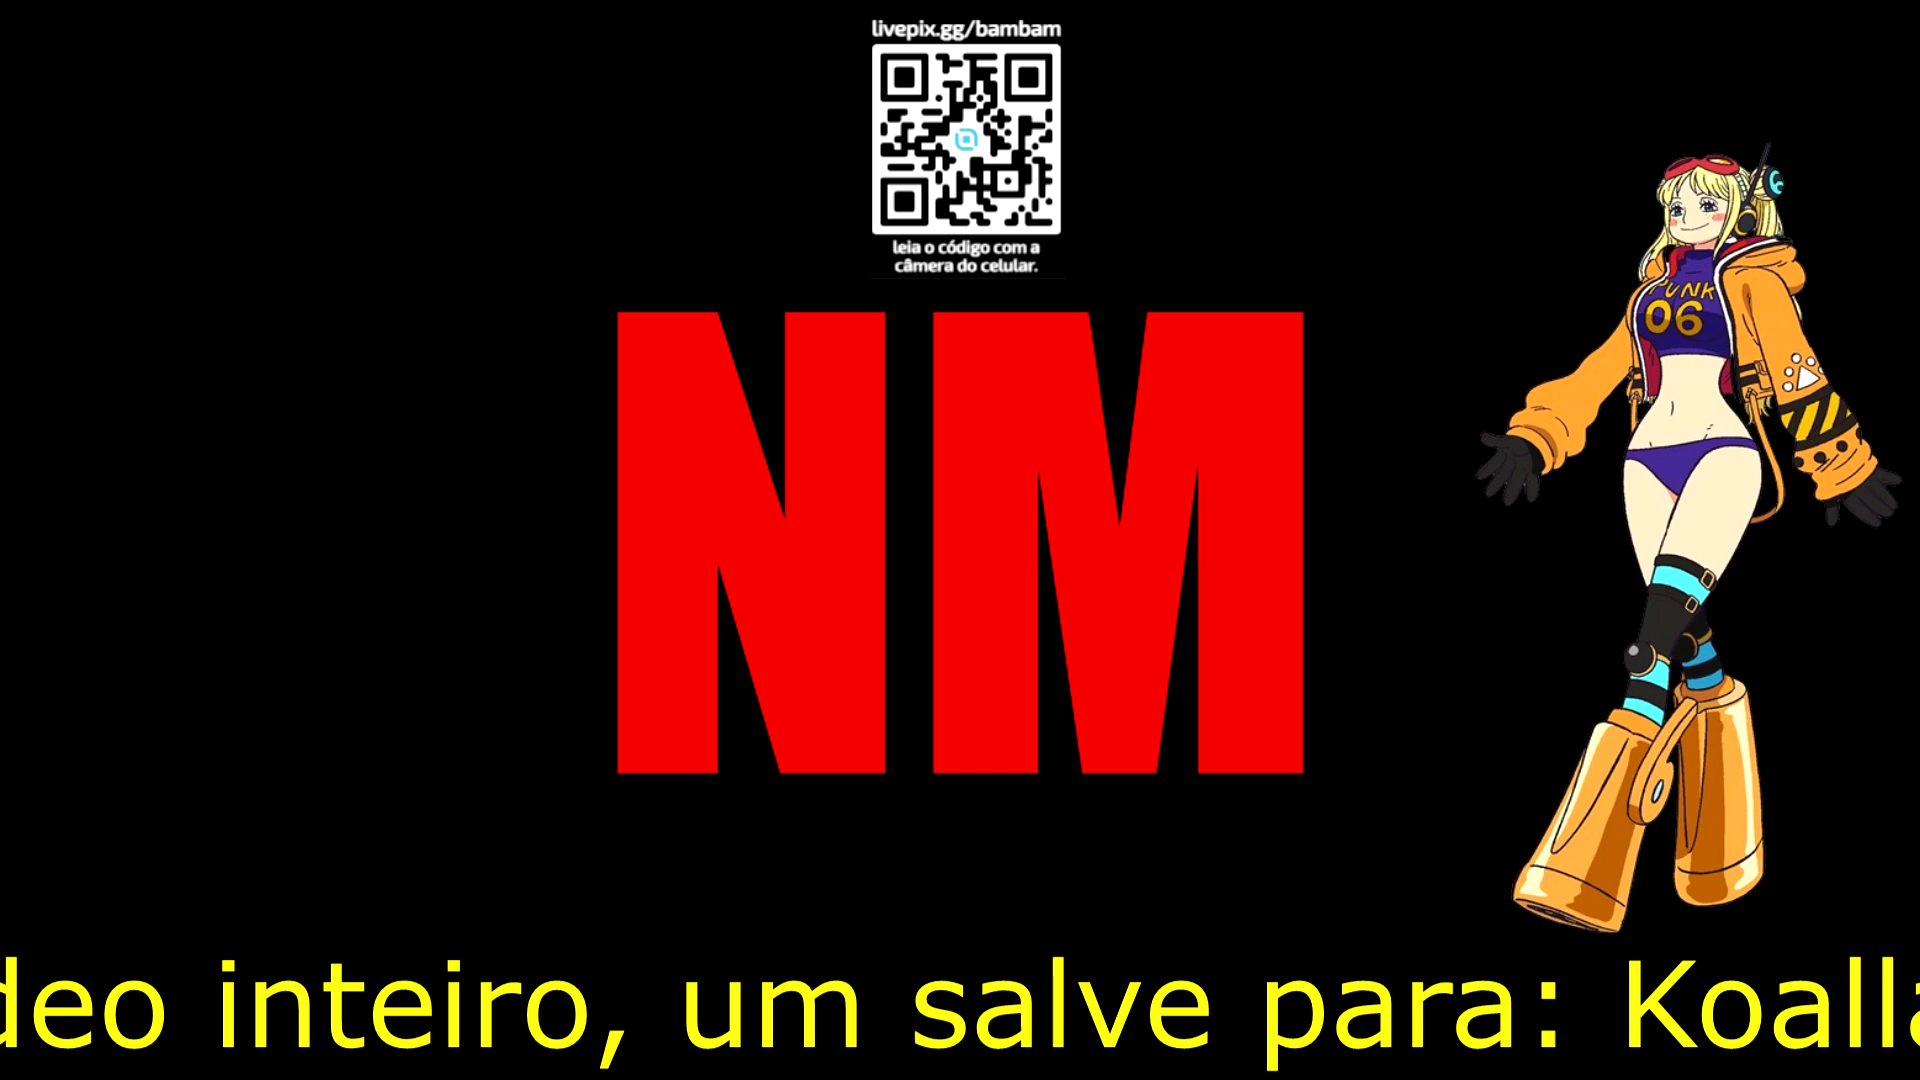 livepix.gg/bambam
leia o código com a
câmera do celular.
PUNK
06
NM
deo inteiro, um salve para: Koalla